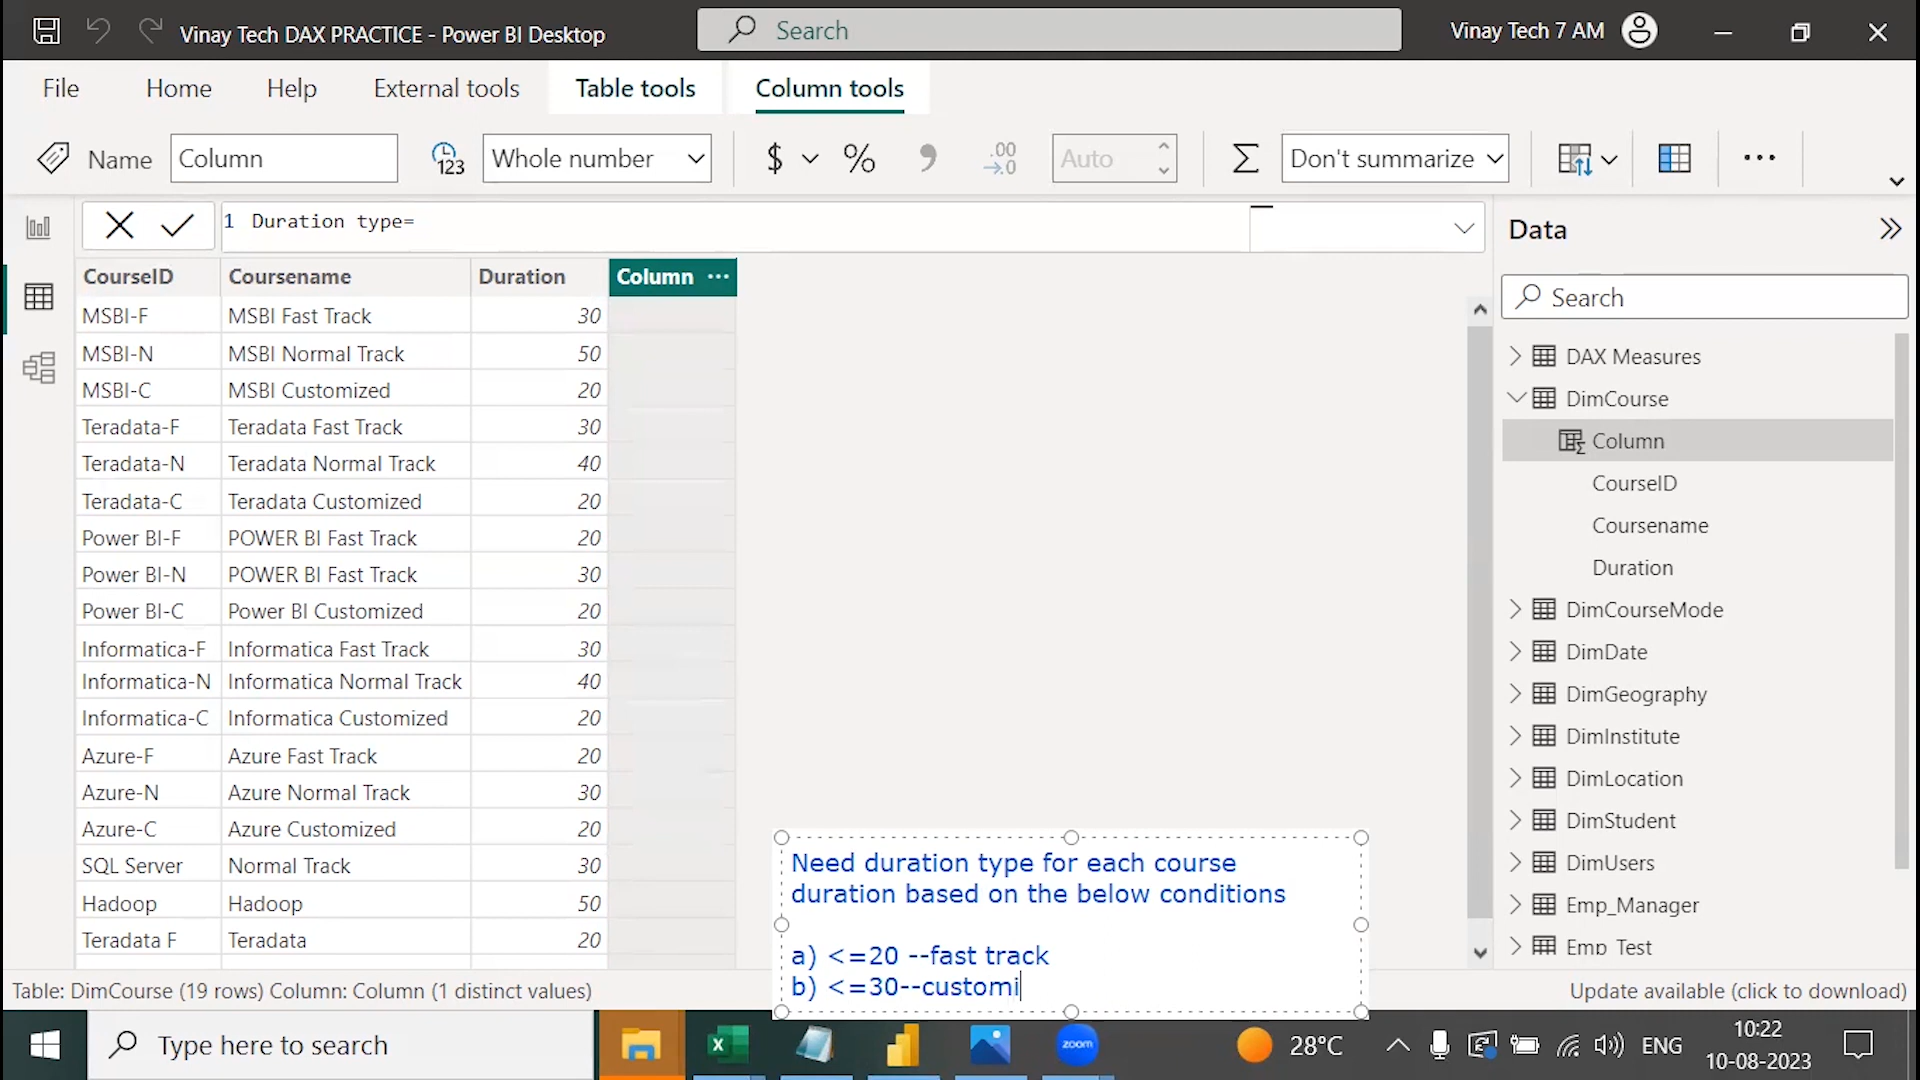 Vinay Tech DAX PRACTICE - Power BI Desktop
Search
Vinay Tech 7 AM
File
Home
Help
External tools
Table tools
Column tools
Name
Column
123
Whole number
$
%
.00
.0
Auto
Don't summarize
1 Duration type=
CourseID Coursename Duration Column
MSBI-F MSBI Fast Track 30
MSBI-N MSBI Normal Track 50
MSBI-C MSBI Customized 20
Teradata-F Teradata Fast Track 30
Teradata-N Teradata Normal Track 40
Teradata-C Teradata Customized 20
Power BI-F POWER BI Fast Track 20
Power BI-N POWER BI Fast Track 30
Power BI-C Power BI Customized 20
Informatica-F Informatica Fast Track 30
Informatica-N Informatica Normal Track 40
Informatica-C Informatica Customized 20
Azure-F Azure Fast Track 20
Azure-N Azure Normal Track 30
Azure-C Azure Customized 20
SQL Server Normal Track 30
Hadoop Hadoop 50
Teradata F Teradata 20
Need duration type for each course
duration based on the below conditions
a) <=20 --fast track
b) <=30--customi
Data
Search
DAX Measures
DimCourse
Column
CourseID
Coursename
Duration
DimCourseMode
DimDate
DimGeography
DimInstitute
DimLocation
DimStudent
DimUsers
Emp_Manager
Emp_Test
Table: DimCourse (19 rows) Column: Column (1 distinct values)
Update available (click to download)
Type here to search
zoom
28°C
ENG
10:22
10-08-2023